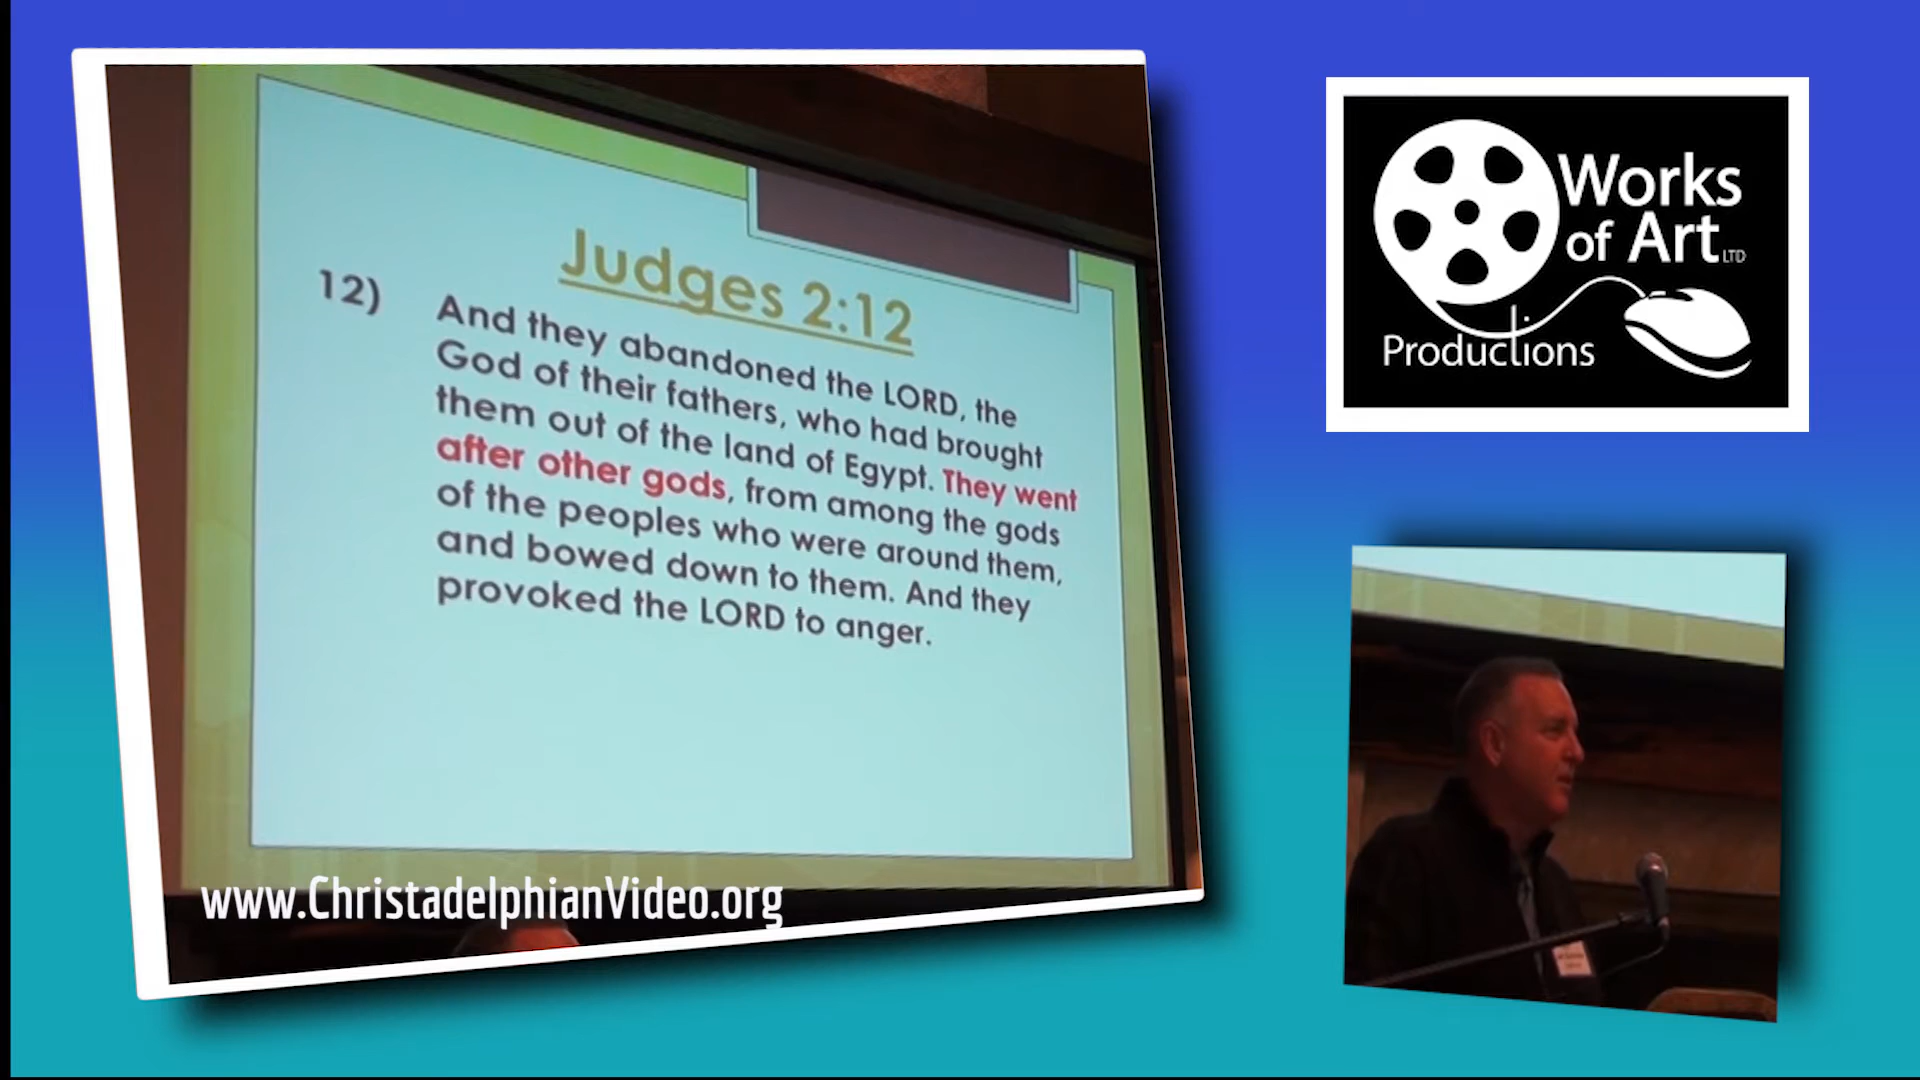 Judges 2:12
12) And they abandoned the LORD, the
God of their fathers, who had brought
them out of the land of Egypt. They went
after other gods, from among the gods
of the peoples who were around them,
and bowed down to them. And they
provoked the LORD to anger.
www.ChristadelphianVideo.org
Works
of Art LTD
Productions